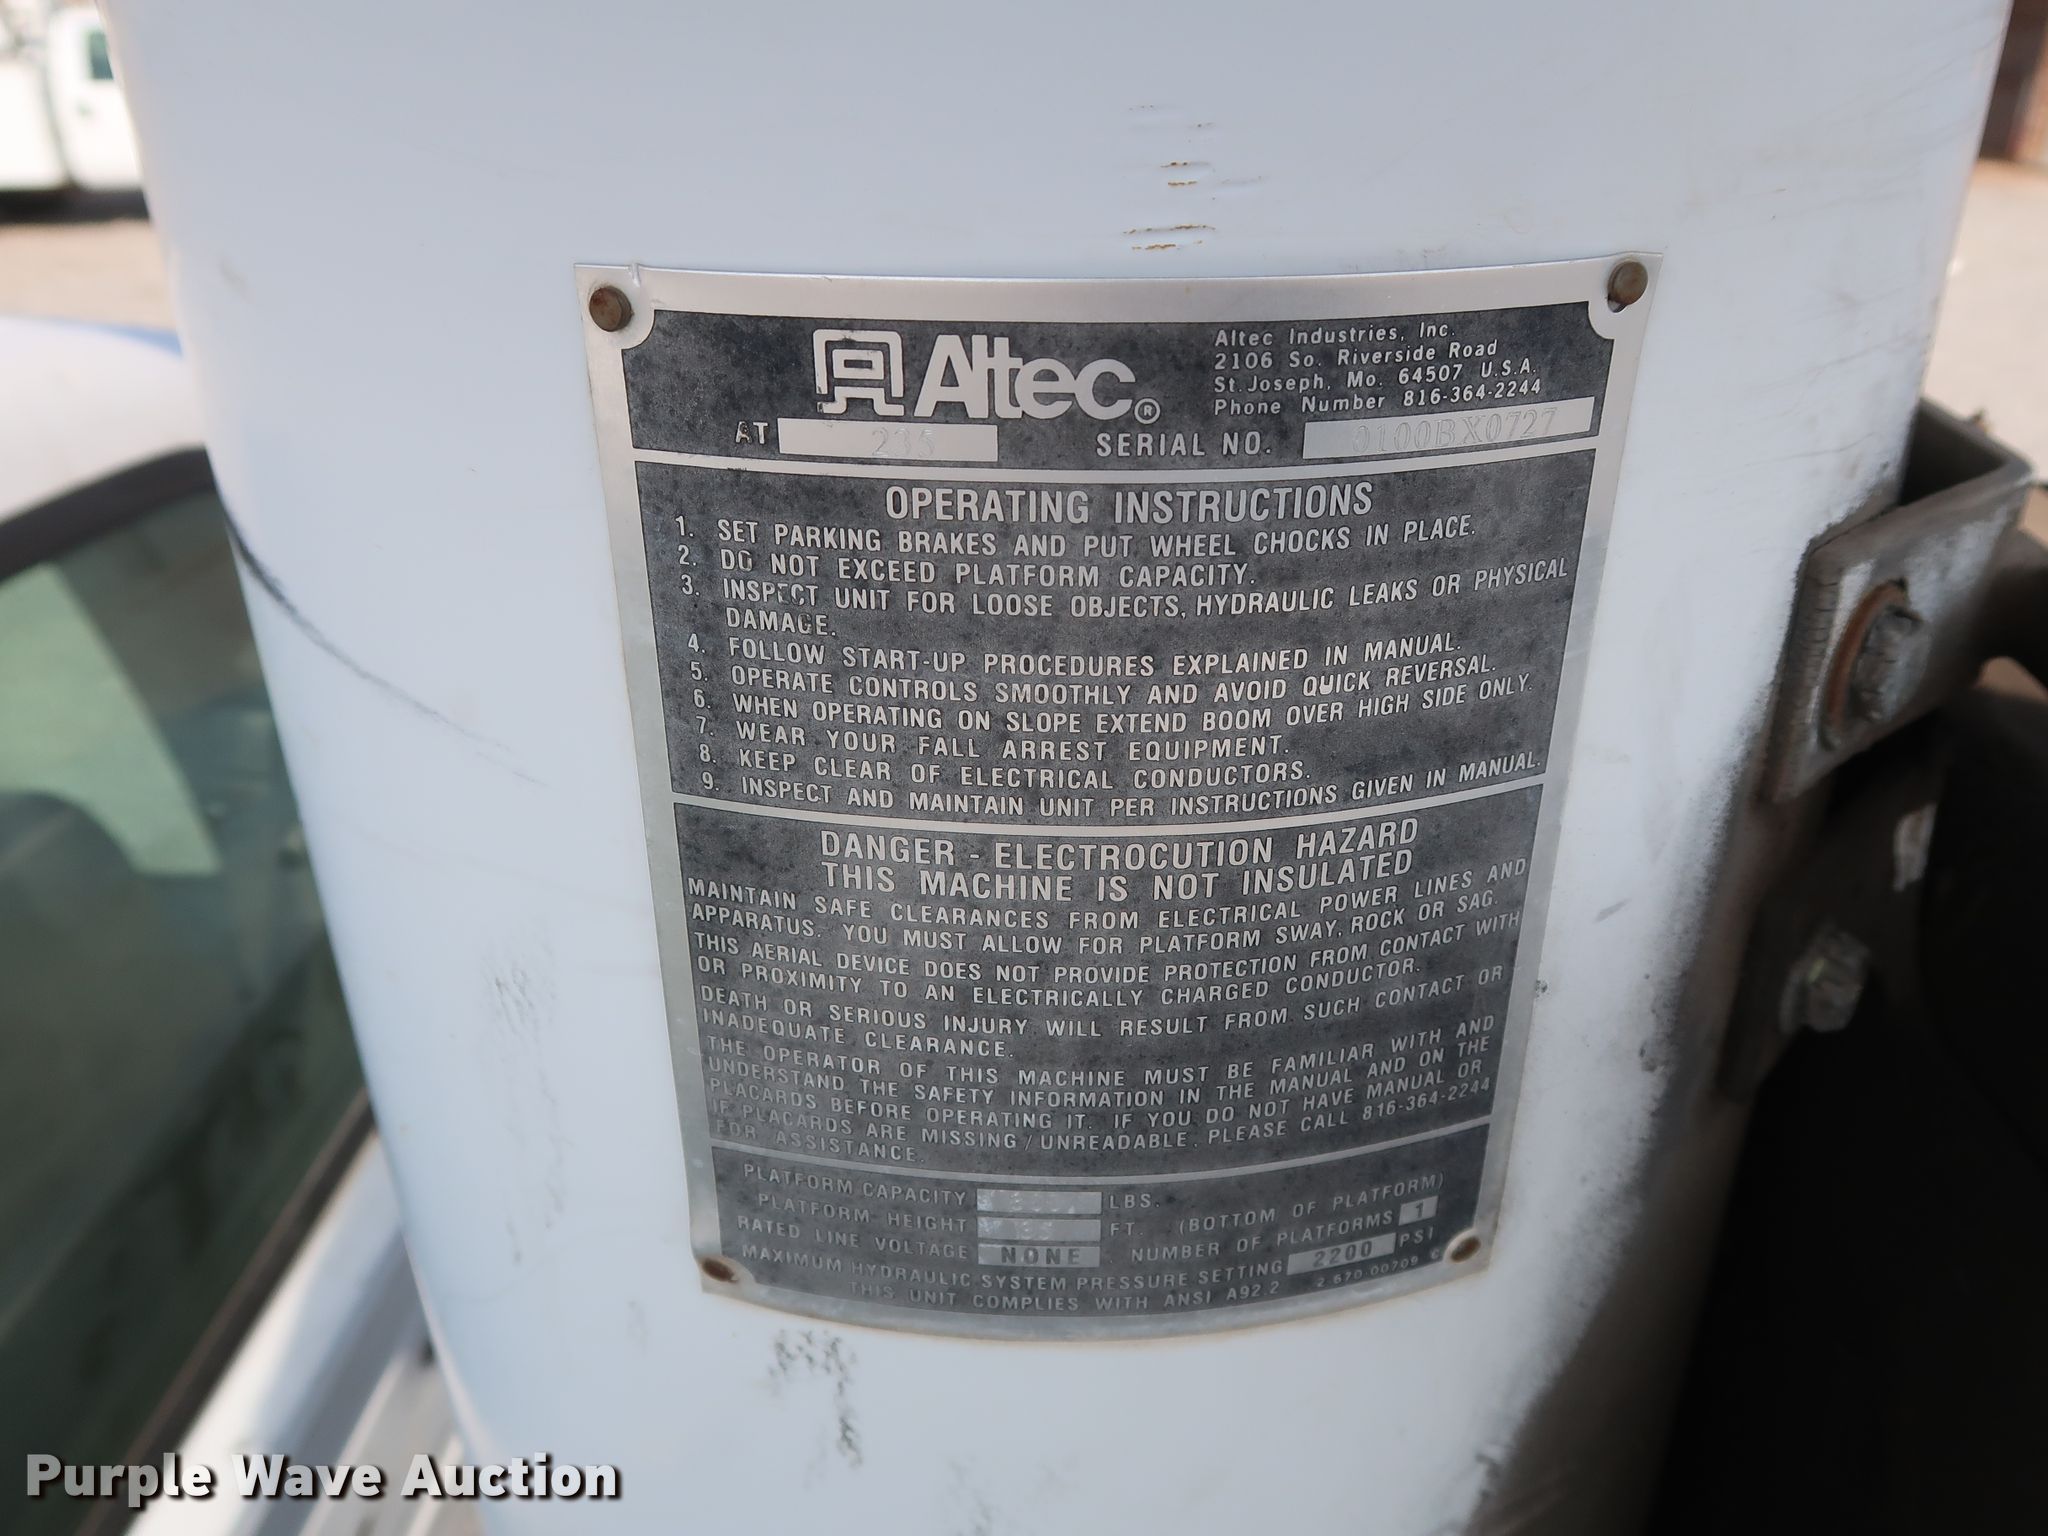 Altec®
Altec Industries, Inc.
2106 So. Riverside Road
St. Joseph, Mo. 64507 U.S.A.
Phone Number 816-364-2244
AT 235 SERIAL NO. 0100BX0727
OPERATING INSTRUCTIONS
1. SET PARKING BRAKES AND PUT WHEEL CHOCKS IN PLACE.
2. DO NOT EXCEED PLATFORM CAPACITY.
3. INSPECT UNIT FOR LOOSE OBJECTS, HYDRAULIC LEAKS OR PHYSICAL
DAMAGE.
4. FOLLOW START-UP PROCEDURES EXPLAINED IN MANUAL.
5. OPERATE CONTROLS SMOOTHLY AND AVOID QUICK REVERSAL.
6. WHEN OPERATING ON SLOPE EXTEND BOOM OVER HIGH SIDE ONLY.
7. WEAR YOUR FALL ARREST EQUIPMENT.
8. KEEP CLEAR OF ELECTRICAL CONDUCTORS.
9. INSPECT AND MAINTAIN UNIT PER INSTRUCTIONS GIVEN IN MANUAL.
DANGER - ELECTROCUTION HAZARD
THIS MACHINE IS NOT INSULATED
MAINTAIN SAFE CLEARANCES FROM ELECTRICAL POWER LINES AND
APPARATUS. YOU MUST ALLOW FOR PLATFORM SWAY, ROCK OR SAG.
THIS AERIAL DEVICE DOES NOT PROVIDE PROTECTION FROM CONTACT WITH
OR PROXIMITY TO AN ELECTRICALLY CHARGED CONDUCTOR.
DEATH OR SERIOUS INJURY WILL RESULT FROM SUCH CONTACT OR
INADEQUATE CLEARANCE.
THE OPERATOR OF THIS MACHINE MUST BE FAMILIAR WITH AND
UNDERSTAND THE SAFETY INFORMATION IN THE MANUAL AND ON THE
PLACARDS BEFORE OPERATING IT. IF YOU DO NOT HAVE MANUAL OR
IF PLACARDS ARE MISSING/UNREADABLE, PLEASE CALL 816-364-2244
FOR ASSISTANCE.
PLATFORM CAPACITY LBS.
PLATFORM HEIGHT FT. (BOTTOM OF PLATFORM)
RATED LINE VOLTAGE NONE NUMBER OF PLATFORMS 1
MAXIMUM HYDRAULIC SYSTEM PRESSURE SETTING 2200 PSI
THIS UNIT COMPLIES WITH ANSI A92.2 2-670-00709 C
Purple Wave Auction